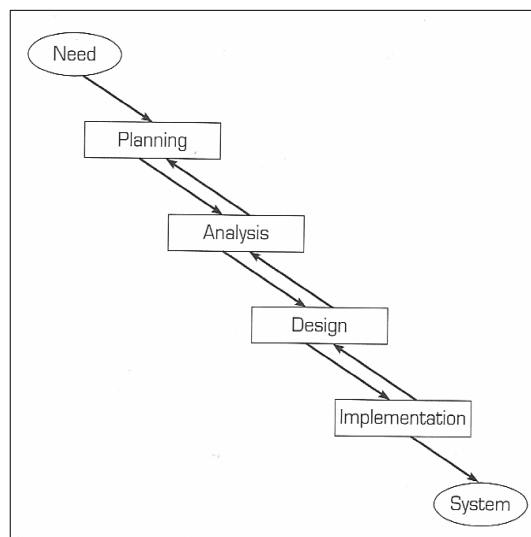 Need
Planning
Analysis
Design
Implementation
System